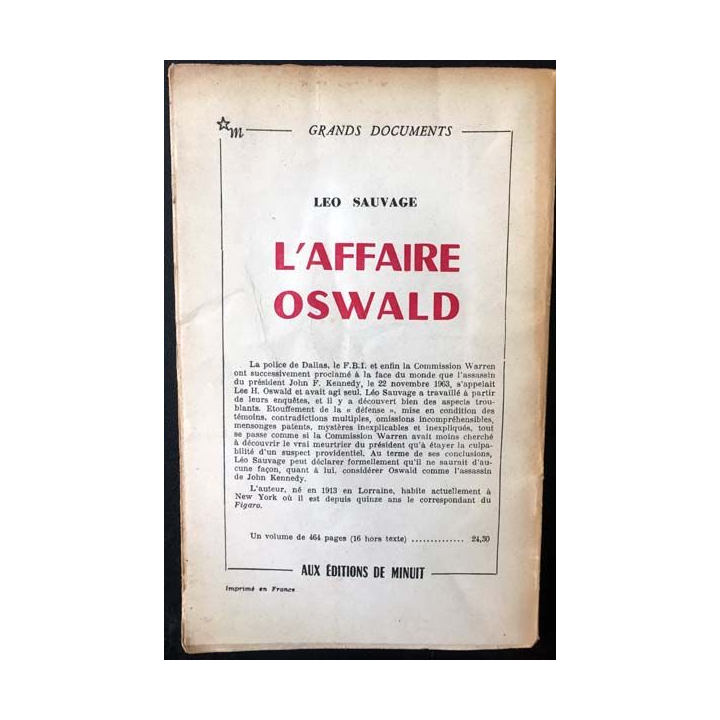 ☆m GRANDS DOCUMENTS
LEO SAUVAGE
L'AFFAIRE
OSWALD
La police de Dallas, le F.B.I. et enfin la Commission Warren
ont successivement proclamé à la face du monde que l'assassin
du président John F. Kennedy, le 22 novembre 1963, s'appelait
Lee H. Oswald et avait agi seul. Léo Sauvage a travaillé à partir
de leurs enquêtes, et il y a découvert bien des aspects trou-
blants. Etouffement de la « défense », mise en condition des
témoins, contradictions multiples, omissions incompréhensibles,
mensonges patents, mystères inexplicables et inexpliqués, tout
se passe comme si la Commission Warren avait moins cherché
à découvrir le vrai meurtrier du président qu'à étayer la culpa-
bilité d'un suspect providentiel. Au terme de ses conclusions,
Léo Sauvage peut déclarer formellement qu'il ne saurait d'au-
cune façon, quant à lui, considérer Oswald comme l'assassin
de John Kennedy.
L'auteur, né en 1913 en Lorraine, habite actuellement à
New York où il est depuis quinze ans le correspondant du
Figaro.
Un volume de 464 pages (16 hors texte) .............. 24,30
AUX ÉDITIONS DE MINUIT
Imprimé en France